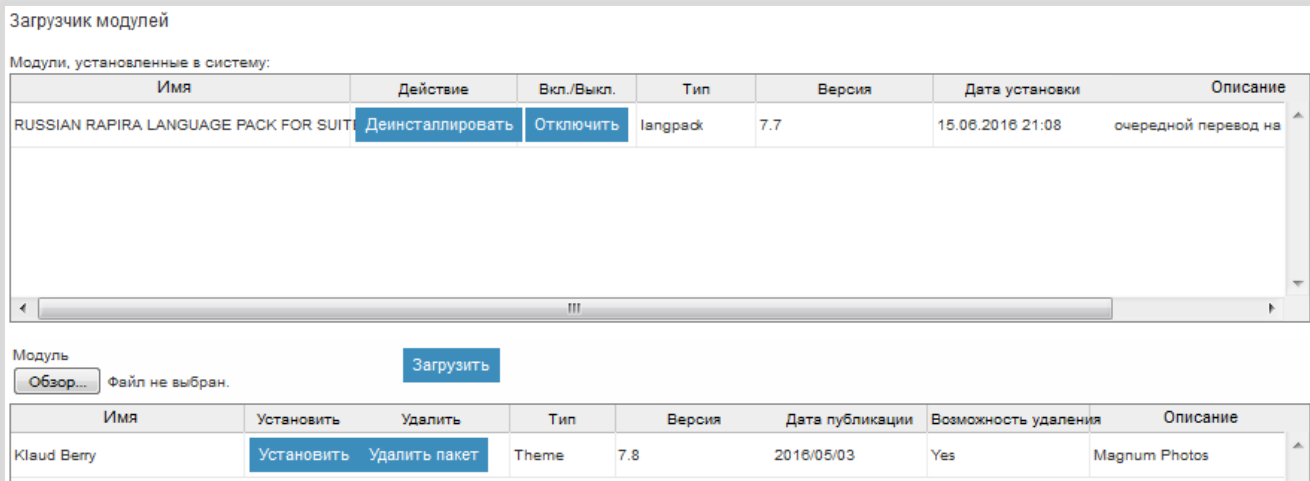 Загрузчик модулей
Модули, установленные в систему:
Имя Действие Вкл./Выкл. Тип Версия Дата установки Описание
RUSSIAN RAPIRA LANGUAGE PACK FOR SUIT Деинсталлировать Отключить langpack 7.7 15.06.2016 21:08 очередной перевод на
Модуль
Загрузить
Обзор... Файл не выбран.
Имя Установить Удалить Тип Версия Дата публикации Возможность удаления Описание
Klaud Berry Установить Удалить пакет Theme 7.8 2016/05/03 Yes Magnum Photos